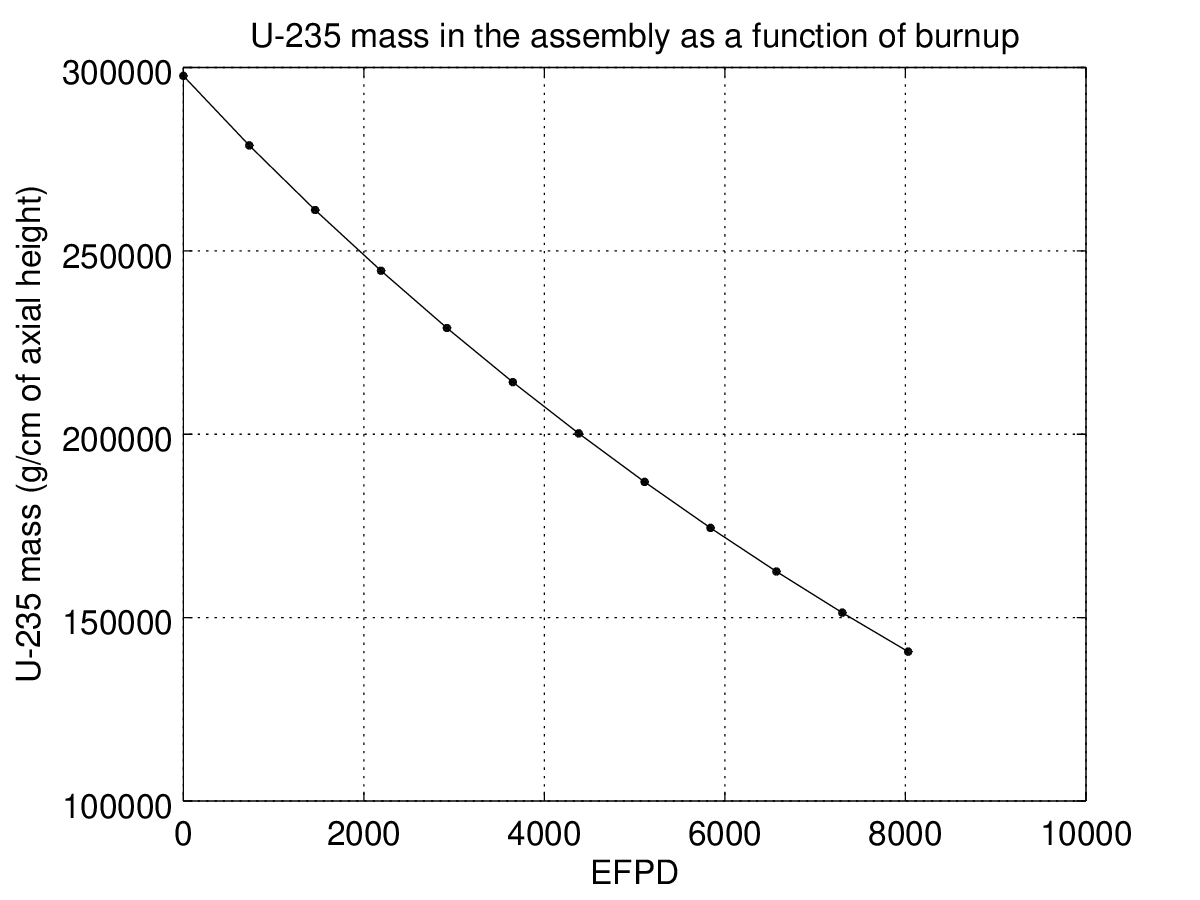 U-235 mass in the assembly as a function of burnup
300000
250000
200000
150000
100000
U-235 mass (g/cm of axial height)
0 2000 4000 6000 8000 10000
EFPD